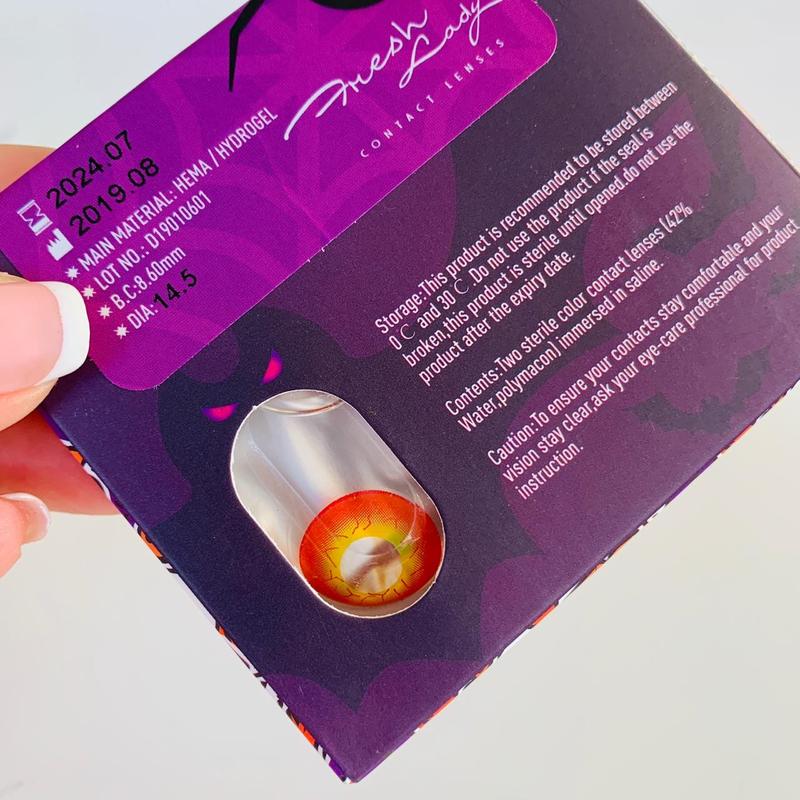 Fresh
Lady
CONTACT LENSES
2024.07
2019.08
MAIN MATERIAL: HEMA / HYDROGEL
LOT NO.: D19010601
B.C:8.60mm
DIA:14.5
Storage:This product is recommended to be stored between
0 ℃ and 30 ℃. Do not use the product if the seal is
broken.this product is sterile until opened.do not use the
product after the expiry date.
Contents:Two sterile color contact lenses (42%
Water,polymacon) immersed in saline.
Caution:To ensure your contacts stay comfortable and your
vision stay clear.ask your eye-care professional for product
instruction.